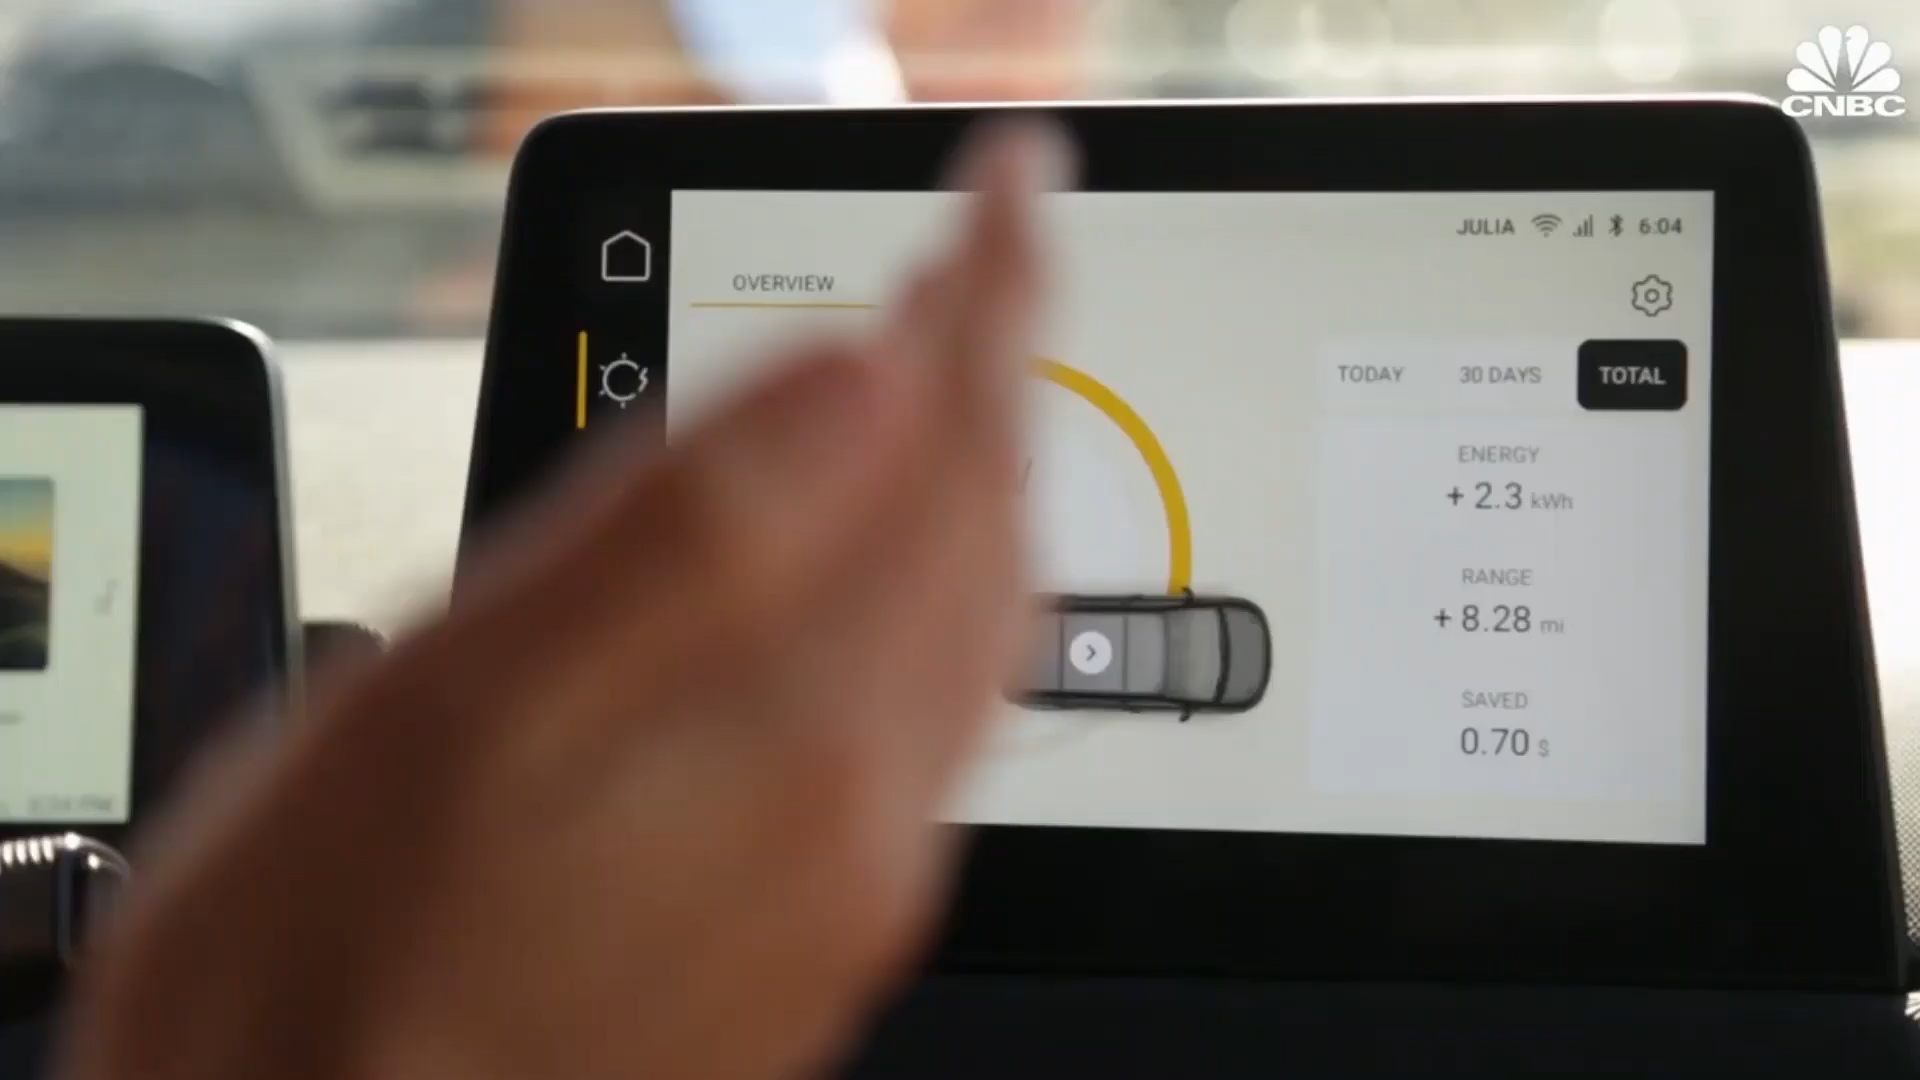 CNBC
JULIA 6:04
OVERVIEW
TODAY 30 DAYS TOTAL
ENERGY
+ 2.3 kWh
RANGE
+ 8.28 mi
SAVED
0.70 $